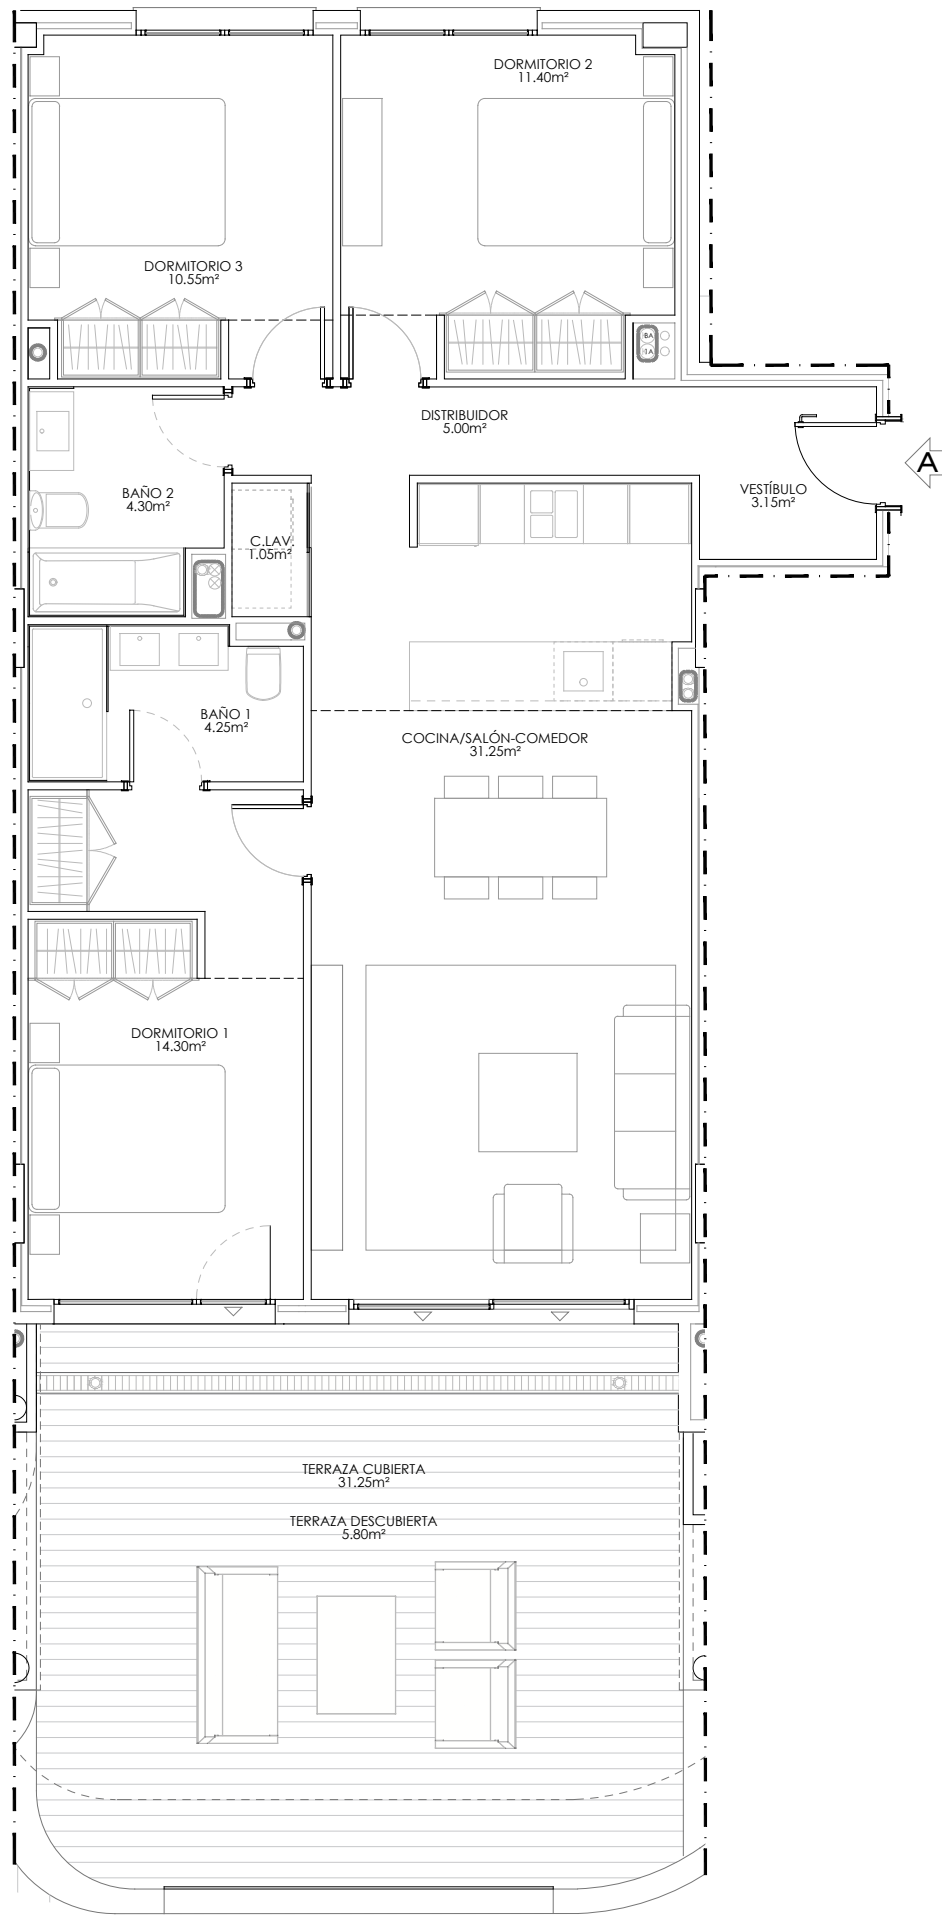 DORMITORIO 2
11.40m²
DORMITORIO 3
10.55m²
BA
1A
DISTRIBUIDOR
5.00m²
A
BAÑO 2
4.30m²
VESTÍBULO
3.15m²
C.LAV.
1.05m²
BAÑO 1
4.25m²
COCINA/SALÓN-COMEDOR
31.25m²
DORMITORIO 1
14.30m²
TERRAZA CUBIERTA
31.25m²
TERRAZA DESCUBIERTA
5.80m²